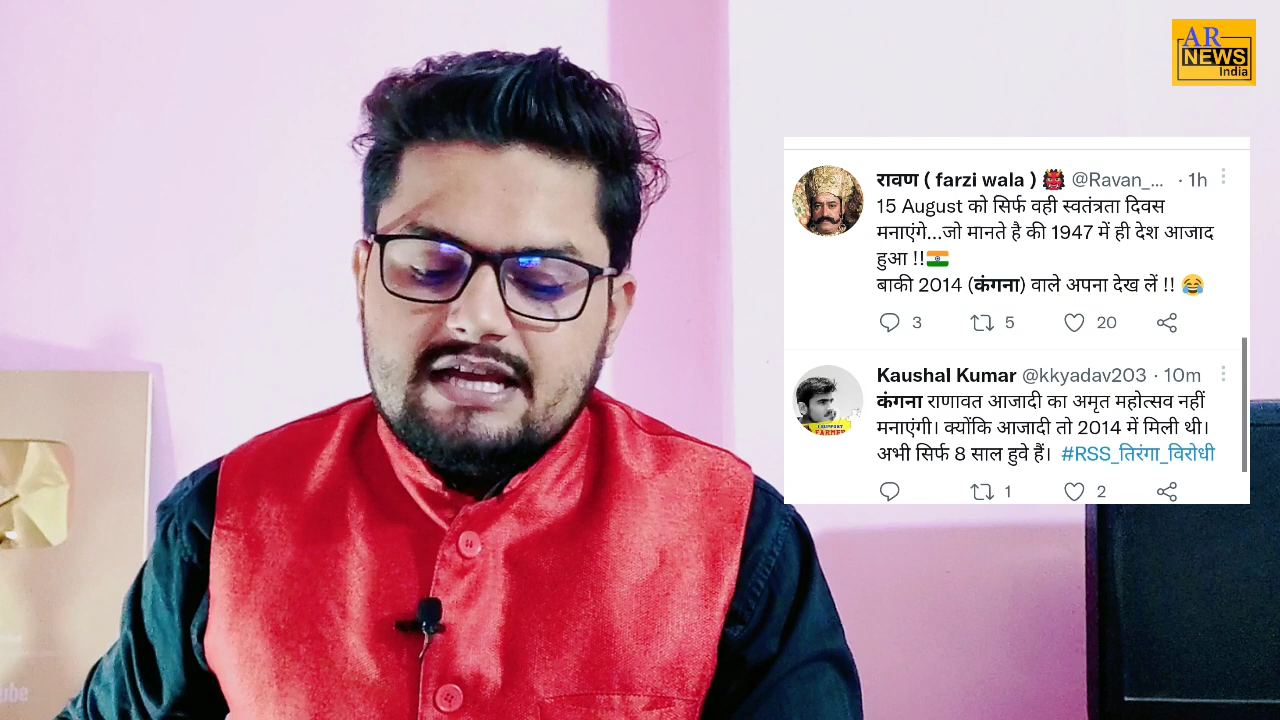 AR
NEWS
India
रावण ( farzi wala ) 👹 @Ravan_... · 1h
15 August को सिर्फ वही स्वतंत्रता दिवस
मनाएंगे...जो मानते है की 1947 में ही देश आजाद
हुआ !!🇮🇳
बाकी 2014 (कंगना) वाले अपना देख लें !! 😂
3 5 20
Kaushal Kumar @kkyadav203 · 10m
कंगना राणावत आजादी का अमृत महोत्सव नहीं
मनाएंगी। क्योंकि आजादी तो 2014 में मिली थी।
अभी सिर्फ 8 साल हुवे हैं। #RSS_तिरंगा_विरोधी
I SUPPORT
FARMER
1 2